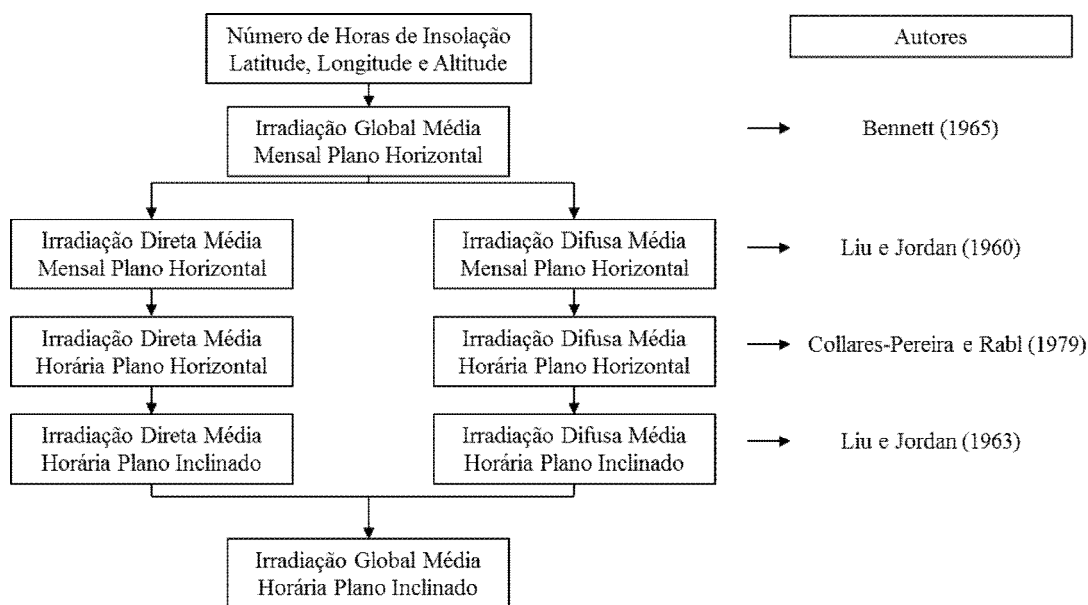 Número de Horas de Insolação
Latitude, Longitude e Altitude
Autores
Irradiação Global Média
Mensal Plano Horizontal
Bennett (1965)
Irradiação Direta Média
Mensal Plano Horizontal
Irradiação Difusa Média
Mensal Plano Horizontal
Liu e Jordan (1960)
Irradiação Direta Média
Horária Plano Horizontal
Irradiação Difusa Média
Horária Plano Horizontal
Collares-Pereira e Rabl (1979)
Irradiação Direta Média
Horária Plano Inclinado
Irradiação Difusa Média
Horária Plano Inclinado
Liu e Jordan (1963)
Irradiação Global Média
Horária Plano Inclinado